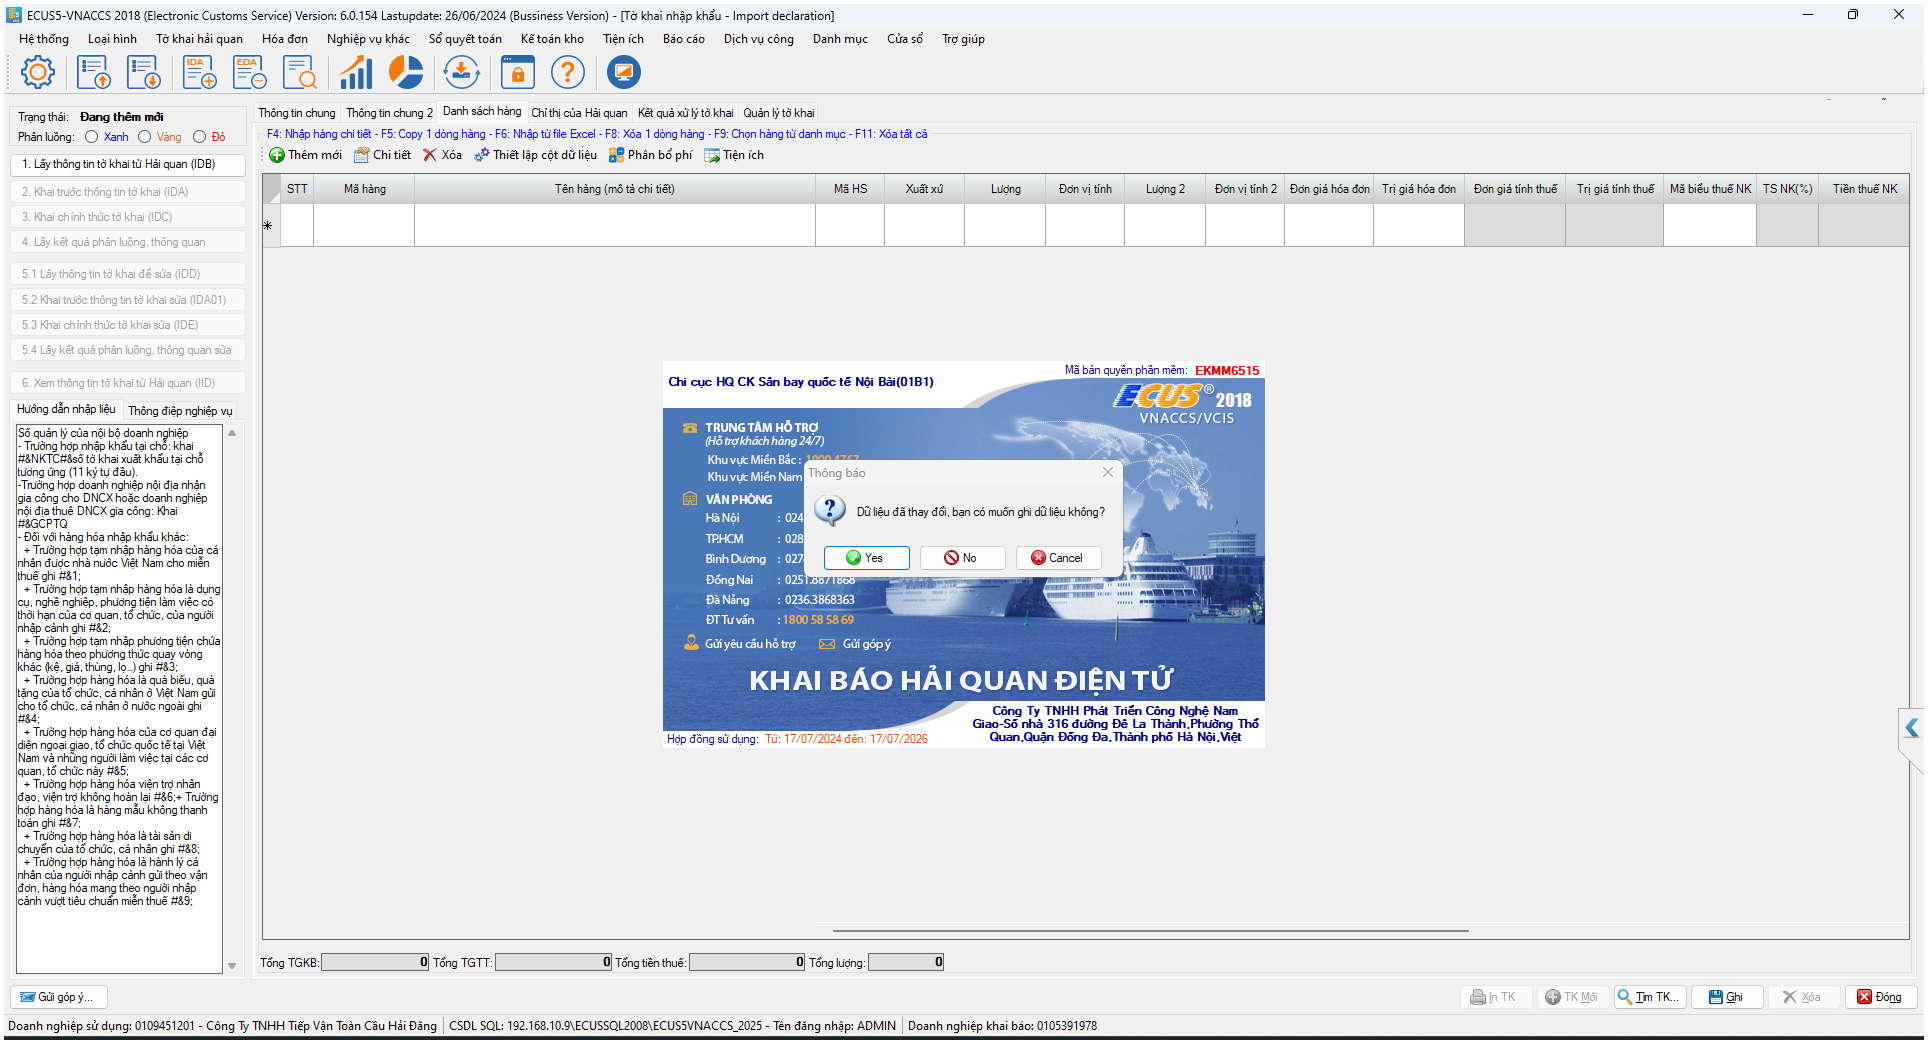 ECUS5-VNACCS 2018 (Electronic Customs Service) Version: 6.0.154 Lastupdate: 26/06/2024 (Bussiness Version) - [Tờ khai nhập khẩu - Import declaration]
Hệ thống Loại hình Tờ khai hải quan Hóa đơn Nghiệp vụ khác Sổ quyết toán Kế toán kho Tiện ích Báo cáo Dịch vụ công Danh mục Cửa sổ Trợ giúp
IDA EDA
Trạng thái: Đang thêm mới
Phân luồng: Xanh Vàng Đỏ
1. Lấy thông tin tờ khai từ Hải quan (IDB)
2. Khai trước thông tin tờ khai (IDA)
3. Khai chính thức tờ khai (IDC)
4. Lấy kết quả phân luồng, thông quan
5.1 Lấy thông tin tờ khai để sửa (IDD)
5.2 Khai trước thông tin tờ khai sửa (IDA01)
5.3 Khai chính thức tờ khai sửa (IDE)
5.4 Lấy kết quả phân luồng, thông quan sửa
6. Xem thông tin tờ khai từ Hải quan (IID)
Hướng dẫn nhập liệu Thông điệp nghiệp vụ
Số quản lý của nội bộ doanh nghiệp
- Trường hợp nhập khẩu tại chỗ: khai
#&NKTC#&số tờ khai xuất khẩu tại chỗ
tương ứng (11 ký tự đầu).
-Trường hợp doanh nghiệp nội địa nhận
gia công cho DNCX hoặc doanh nghiệp
nội địa thuê DNCX gia công: Khai
#&GCPTQ
- Đối với hàng hóa nhập khẩu khác:
+ Trường hợp tạm nhập hàng hóa của cá
nhân được nhà nước Việt Nam cho miễn
thuế ghi #&1;
+ Trường hợp tạm nhập hàng hóa là dụng
cụ, nghề nghiệp, phương tiện làm việc có
thời hạn của cơ quan, tổ chức, của người
nhập cảnh ghi #&2;
+ Trường hợp tạm nhập phương tiện chứa
hàng hóa theo phương thức quay vòng
khác (kệ, giá, thùng, lọ...) ghi #&3;
+ Trường hợp hàng hóa là quà biếu, quà
tặng của tổ chức, cá nhân ở Việt Nam gửi
cho tổ chức, cá nhân ở nước ngoài ghi
#&4;
+ Trường hợp hàng hóa của cơ quan đại
diện ngoại giao, tổ chức quốc tế tại Việt
Nam và những người làm việc tại các cơ
quan, tổ chức này #&5;
+ Trường hợp hàng hóa viện trợ nhân
đạo, viện trợ không hoàn lại #&6;+ Trường
hợp hàng hóa là hàng mẫu không thanh
toán ghi #&7;
+ Trường hợp hàng hóa là tài sản di
chuyển của tổ chức, cá nhân ghi #&8;
+ Trường hợp hàng hóa là hành lý cá
nhân của người nhập cảnh gửi theo vận
đơn, hàng hóa mang theo người nhập
cảnh vượt tiêu chuẩn miễn thuế #&9;
Thông tin chung Thông tin chung 2 Danh sách hàng Chỉ thị của Hải quan Kết quả xử lý tờ khai Quản lý tờ khai
F4: Nhập hàng chi tiết - F5: Copy 1 dòng hàng - F6: Nhập từ file Excel - F8: Xóa 1 dòng hàng - F9: Chọn hàng từ danh mục - F11: Xóa tất cả
Thêm mới Chi tiết Xóa Thiết lập cột dữ liệu Phân bổ phí Tiện ích
STT Mã hàng Tên hàng (mô tả chi tiết) Mã HS Xuất xứ Lượng Đơn vị tính Lượng 2 Đơn vị tính 2 Đơn giá hóa đơn Trị giá hóa đơn Đơn giá tính thuế Trị giá tính thuế Mã biểu thuế NK TS NK(%) Tiền thuế NK
Mã bản quyền phần mềm: EKMM6515
Chi cục HQ CK Sân bay quốc tế Nội Bài(01B1)
ECUS® 2018
VNACCS/VCIS
TRUNG TÂM HỖ TRỢ
(Hỗ trợ khách hàng 24/7)
Khu vực Miền Bắc : 1900 4767
Khu vực Miền Nam
VĂN PHÒNG
Hà Nội : 024
TP.HCM : 028
Bình Dương : 027
Đồng Nai : 0251.8871868
Đà Nẵng : 0236.3868363
ĐT Tư vấn : 1800 58 58 69
Gửi yêu cầu hỗ trợ Gửi góp ý
KHAI BÁO HẢI QUAN ĐIỆN TỬ
Công Ty TNHH Phát Triển Công Nghệ Nam
Giao-Số nhà 316 đường Đê La Thành,Phường Thổ
Quan,Quận Đống Đa,Thành phố Hà Nội,Việt
Hợp đồng sử dụng: Từ: 17/07/2024 đến: 17/07/2026
Thông báo
Dữ liệu đã thay đổi, bạn có muốn ghi dữ liệu không?
Yes No Cancel
Tổng TGKB: 0 Tổng TGTT: 0 Tổng tiền thuế: 0 Tổng lượng: 0
Gửi góp ý... In TK TK Mới Tìm TK... Ghi Xóa Đóng
Doanh nghiệp sử dụng: 0109451201 - Công Ty TNHH Tiếp Vận Toàn Cầu Hải Đăng CSDL SQL: 192.168.10.9\ECUSSQL2008\ECUS5VNACCS_2025 - Tên đăng nhập: ADMIN Doanh nghiệp khai báo: 0105391978